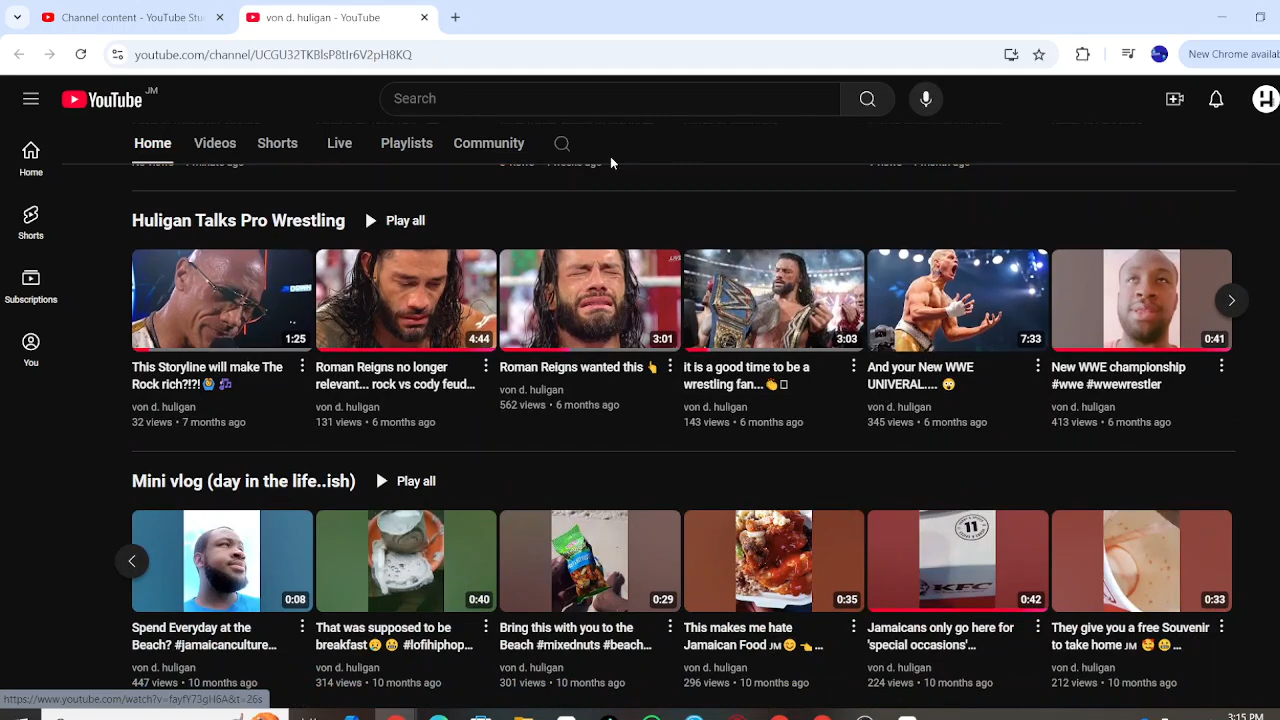 Channel content - YouTube Stu
von d. huligan - YouTube
youtube.com/channel/UCGU32TKBlsP8tIr6V2pH8KQ
New Chrome availa
YouTube JM
Search
Home
Videos
Shorts
Live
Playlists
Community
Home
Shorts
Subscriptions
You
Huligan Talks Pro Wrestling
Play all
1:25
4:44
3:01
3:03
7:33
0:41
This Storyline will make The
Rock rich?!?!🙆‍♂️🎶
von d. huligan
32 views • 7 months ago
Roman Reigns no longer
relevant... rock vs cody feud...
von d. huligan
131 views • 6 months ago
Roman Reigns wanted this 👆
von d. huligan
562 views • 6 months ago
it is a good time to be a
wrestling fan...👏
von d. huligan
143 views • 6 months ago
And your New WWE
UNIVERAL.... 😲
von d. huligan
345 views • 6 months ago
New WWE championship
#wwe #wwewrestler
von d. huligan
413 views • 6 months ago
Mini vlog (day in the life..ish)
Play all
11
KFC
0:08
0:40
0:29
0:35
0:42
0:33
Spend Everyday at the
Beach? #jamaicanculture...
von d. huligan
447 views • 10 months ago
That was supposed to be
breakfast😥😬 #lofihiphop...
von d. huligan
314 views • 10 months ago
Bring this with you to the
Beach #mixednuts #beach...
von d. huligan
301 views • 10 months ago
This makes me hate
Jamaican Food JM😊 👈 ...
von d. huligan
296 views • 10 months ago
Jamaicans only go here for
'special occasions'...
von d. huligan
224 views • 10 months ago
They give you a free Souvenir
to take home JM 🥰 😬...
von d. huligan
212 views • 10 months ago
https://www.youtube.com/watch?v=fayfY73gH6A&t=26s
3:15 PM